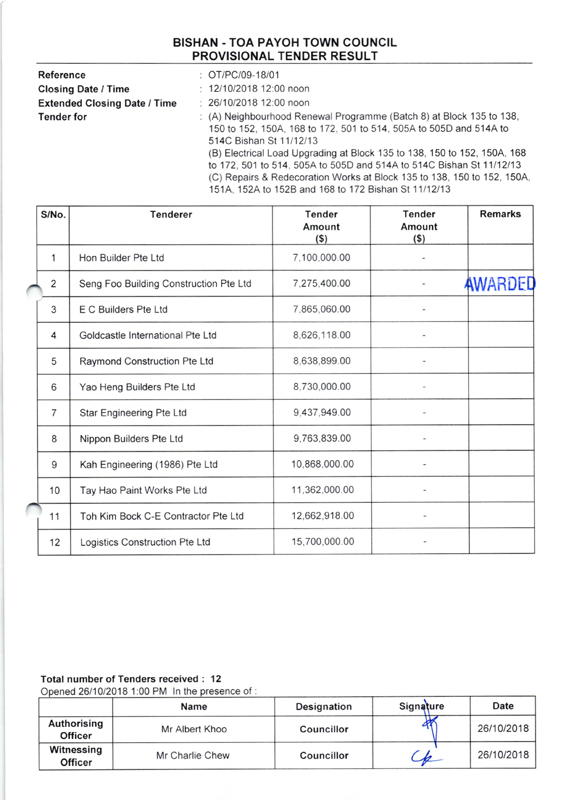 BISHAN - TOA PAYOH TOWN COUNCIL
PROVISIONAL TENDER RESULT
Reference : OT/PC/09-18/01
Closing Date / Time : 12/10/2018 12:00 noon
Extended Closing Date / Time : 26/10/2018 12:00 noon
Tender for : (A) Neighbourhood Renewal Programme (Batch 8) at Block 135 to 138,
150 to 152, 150A, 168 to 172, 501 to 514, 505A to 505D and 514A to
514C Bishan St 11/12/13
(B) Electrical Load Upgrading at Block 135 to 138, 150 to 152, 150A, 168
to 172, 501 to 514, 505A to 505D and 514A to 514C Bishan St 11/12/13
(C) Repairs & Redecoration Works at Block 135 to 138, 150 to 152, 150A,
151A, 152A to 152B and 168 to 172 Bishan St 11/12/13
S/No. Tenderer Tender Tender Remarks
Amount Amount
($) ($)
1 Hon Builder Pte Ltd 7,100,000.00 -
2 Seng Foo Building Construction Pte Ltd 7,275,400.00 - AWARDED
3 E C Builders Pte Ltd 7,865,060.00 -
4 Goldcastle International Pte Ltd 8,626,118.00 -
5 Raymond Construction Pte Ltd 8,638,899.00 -
6 Yao Heng Builders Pte Ltd 8,730,000.00 -
7 Star Engineering Pte Ltd 9,437,949.00 -
8 Nippon Builders Pte Ltd 9,763,839.00 -
9 Kah Engineering (1986) Pte Ltd 10,868,000.00 -
10 Tay Hao Paint Works Pte Ltd 11,362,000.00 -
11 Toh Kim Bock C-E Contractor Pte Ltd 12,662,918.00 -
12 Logistics Construction Pte Ltd 15,700,000.00 -
Total number of Tenders received : 12
Opened 26/10/2018 1:00 PM In the presence of :
Name Designation Signature Date
Authorising
Officer Mr Albert Khoo Councillor 26/10/2018
Witnessing
Officer Mr Charlie Chew Councillor 26/10/2018